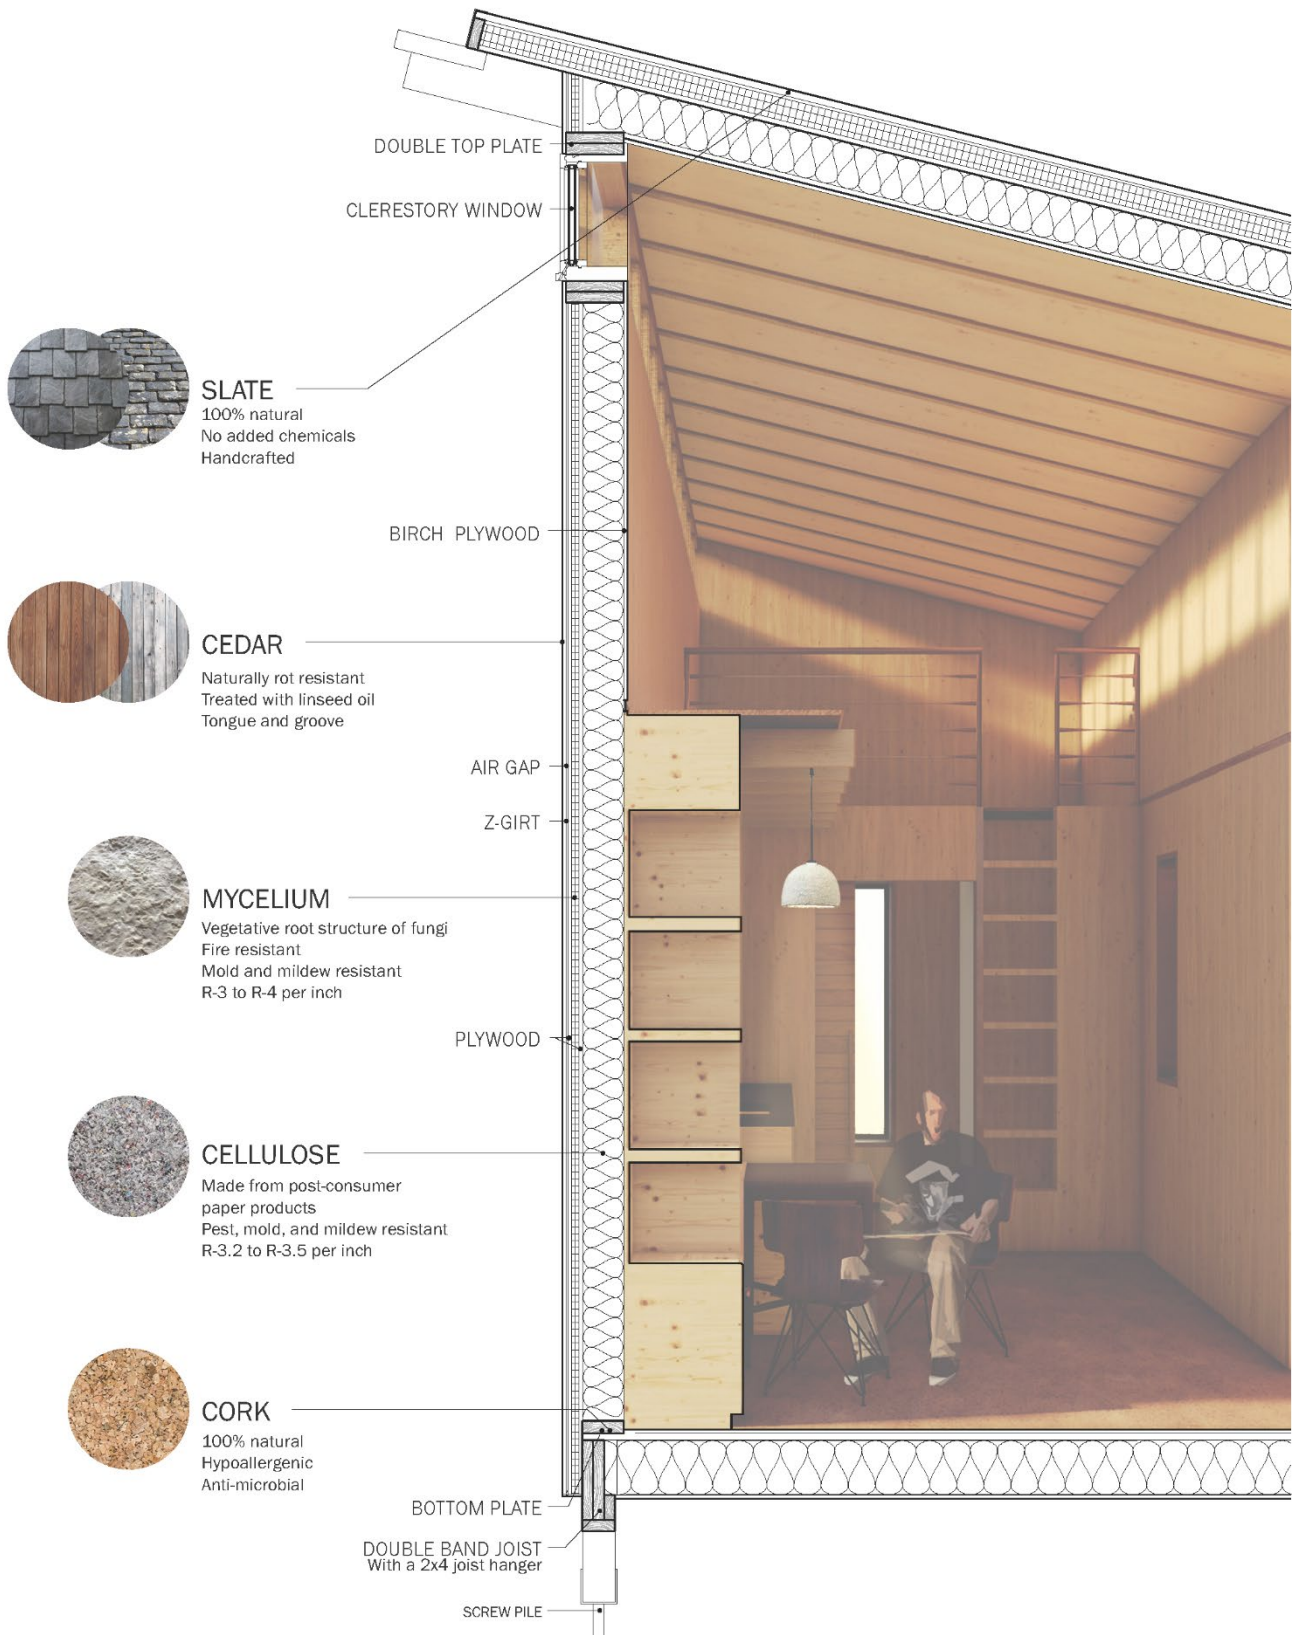 DOUBLE TOP PLATE
CLERESTORY WINDOW
SLATE
100% natural
No added chemicals
Handcrafted
BIRCH PLYWOOD
CEDAR
Naturally rot resistant
Treated with linseed oil
Tongue and groove
AIR GAP
Z-GIRT
MYCELIUM
Vegetative root structure of fungi
Fire resistant
Mold and mildew resistant
R-3 to R-4 per inch
PLYWOOD
CELLULOSE
Made from post-consumer
paper products
Pest, mold, and mildew resistant
R-3.2 to R-3.5 per inch
CORK
100% natural
Hypoallergenic
Anti-microbial
BOTTOM PLATE
DOUBLE BAND JOIST
With a 2x4 joist hanger
SCREW PILE